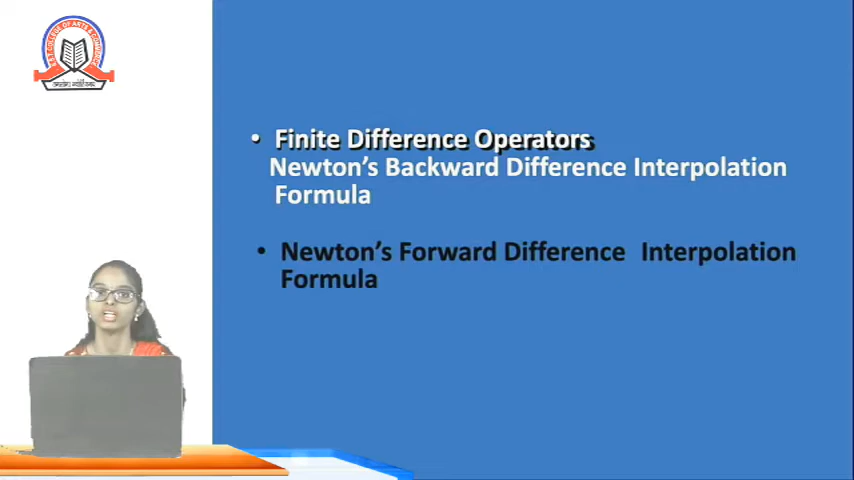 • Finite Difference Operators
Newton's Backward Difference Interpolation
Formula
• Newton's Forward Difference Interpolation
Formula